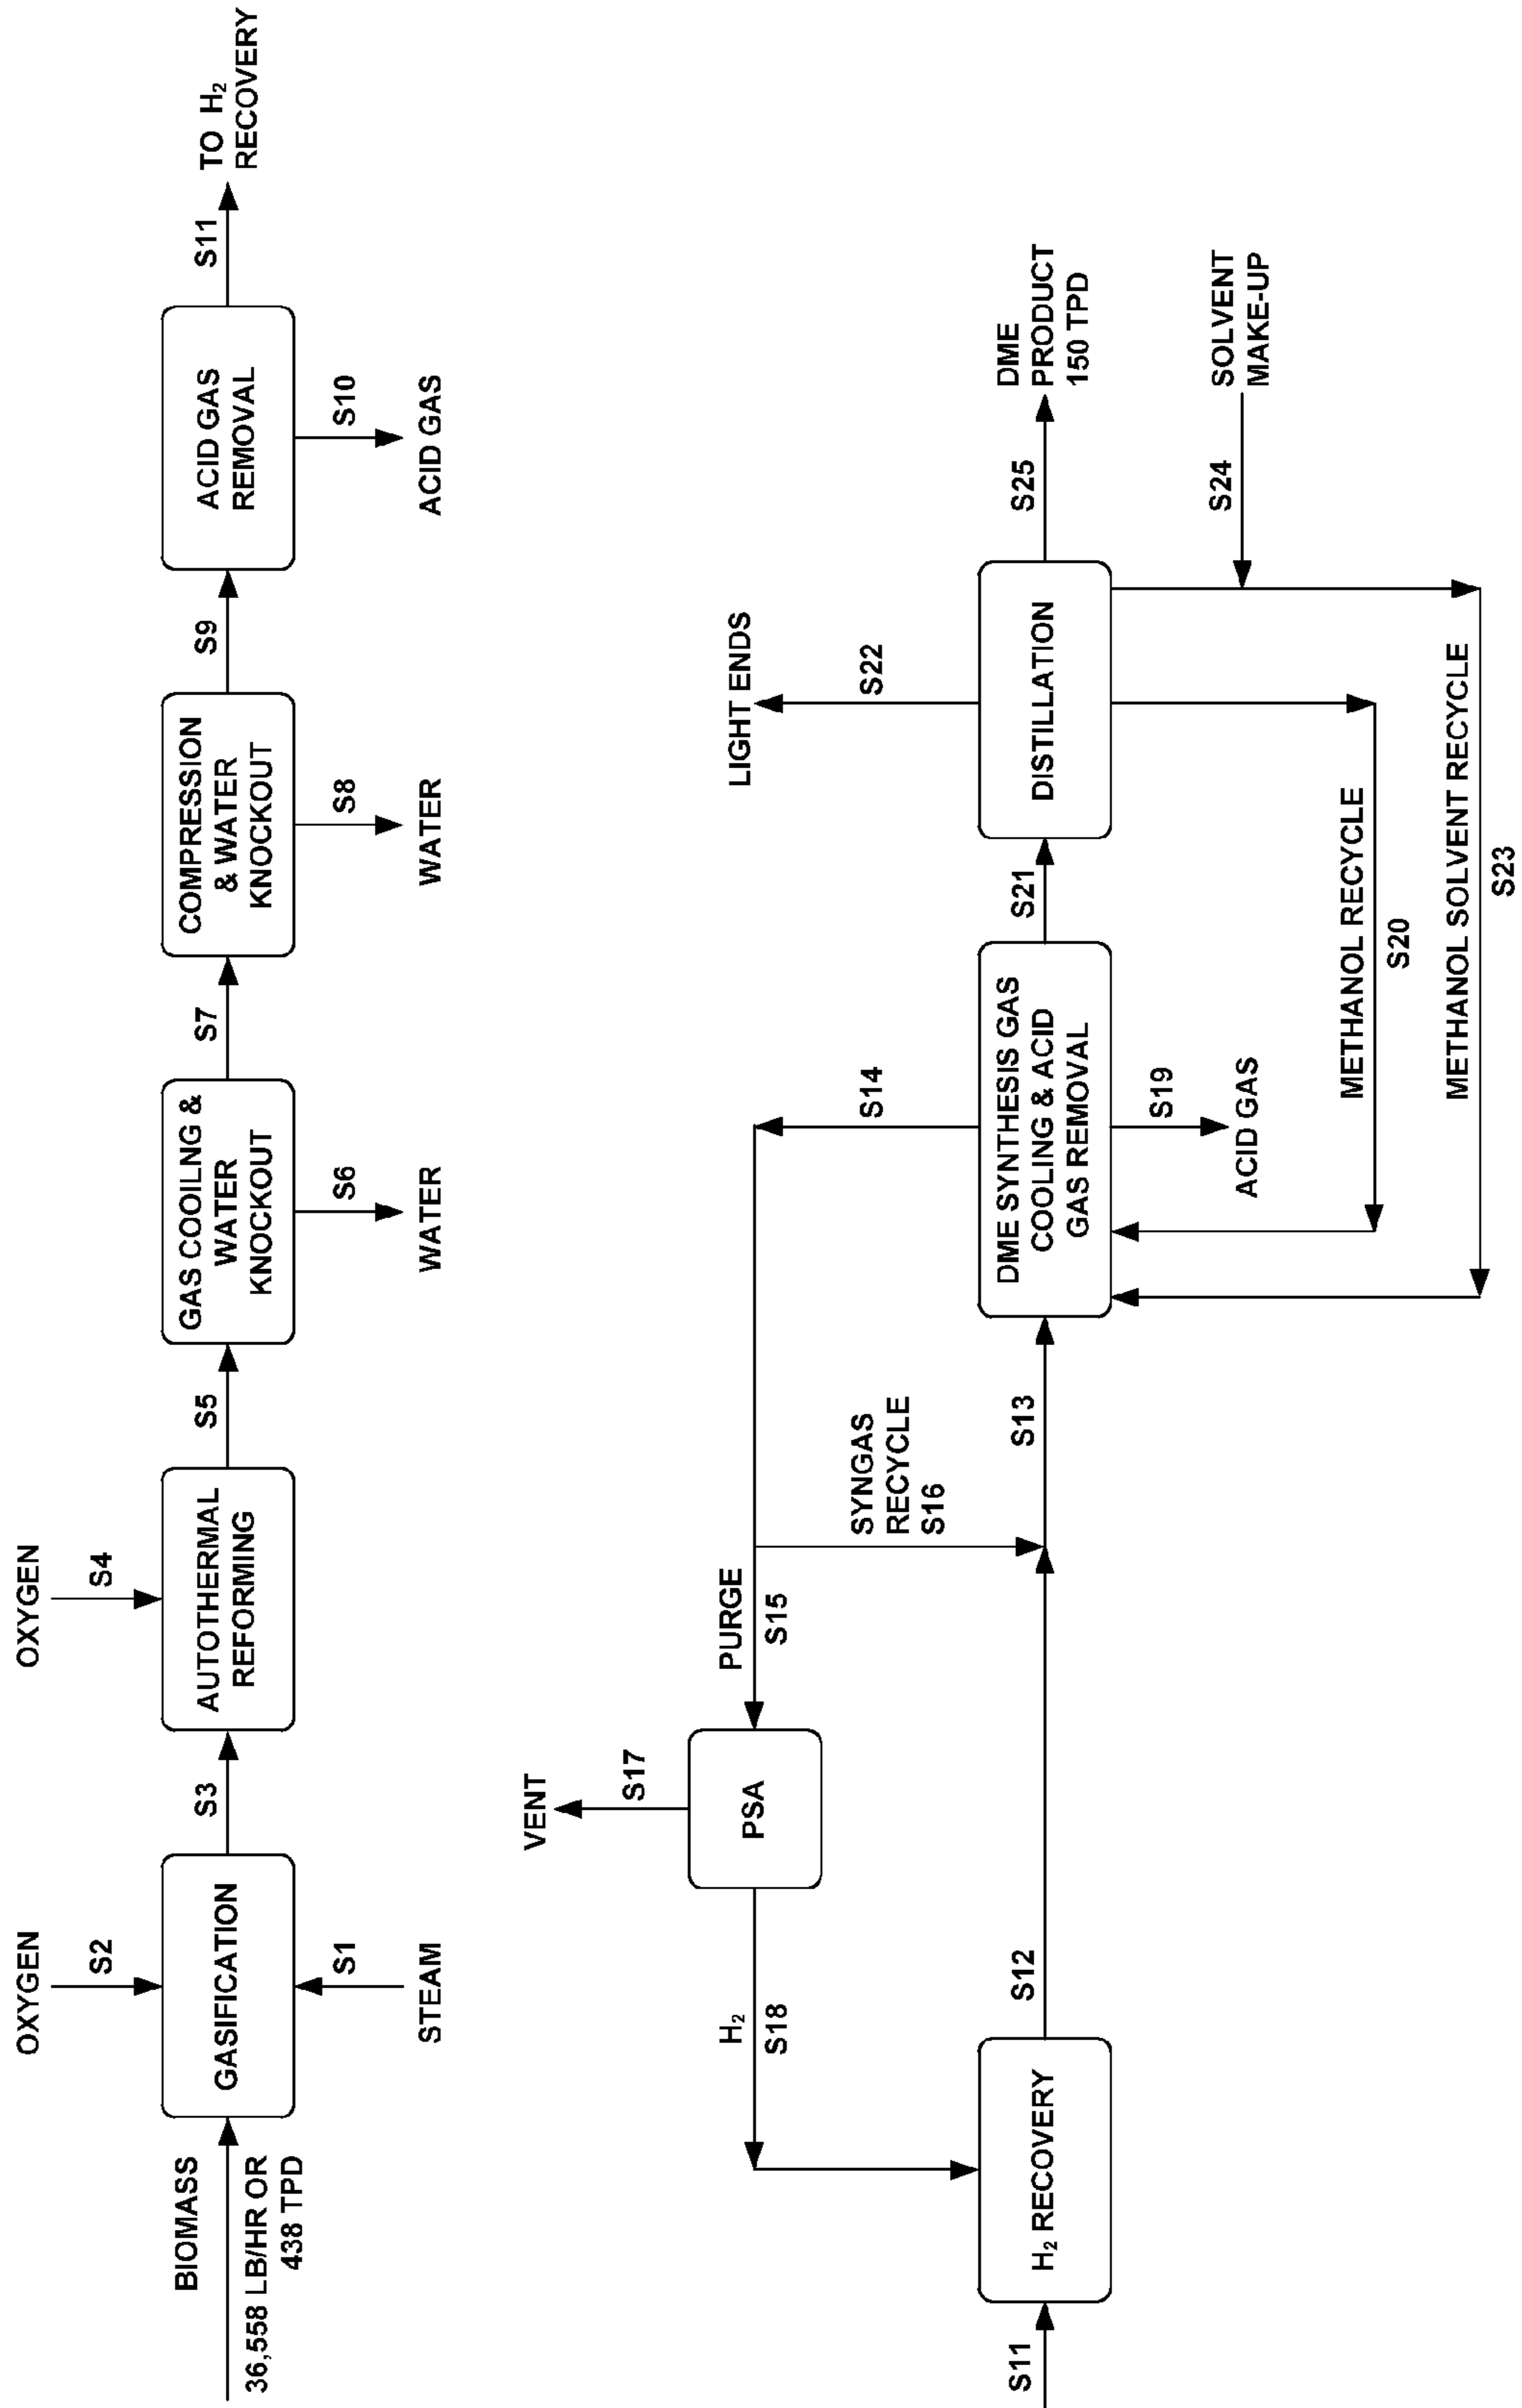 OXYGEN
S2
OXYGEN
S4
BIOMASS
36,558 LB/HR OR
438 TPD
GASIFICATION
S3
AUTOTHERMAL
REFORMING
S5
GAS COOILNG &
WATER
KNOCKOUT
S7
COMPRESSION
& WATER
KNOCKOUT
S9
ACID GAS
REMOVAL
S11
TO H₂
RECOVERY
S1
STEAM
S6
WATER
S8
WATER
S10
ACID GAS
VENT
S17
H₂
S18
PSA
PURGE
S15
LIGHT ENDS
S22
S14
SYNGAS
RECYCLE
S16
S11
H₂ RECOVERY
S12
S13
DME SYNTHESIS GAS
COOLING & ACID
GAS REMOVAL
S21
DISTILLATION
S25
DME
PRODUCT
150 TPD
S19
ACID GAS
S24
SOLVENT
MAKE-UP
METHANOL RECYCLE
S20
METHANOL SOLVENT RECYCLE
S23